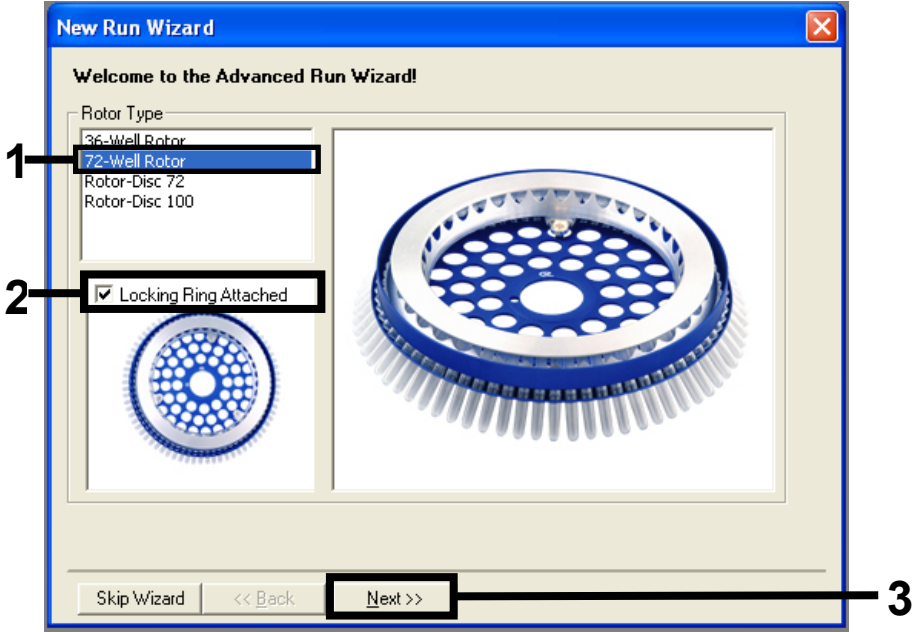 New Run Wizard
Welcome to the Advanced Run Wizard!
Rotor Type
36-Well Rotor
1
72-Well Rotor
Rotor-Disc 72
Rotor-Disc 100
2
Locking Ring Attached
Skip Wizard
<< Back
Next >>
3